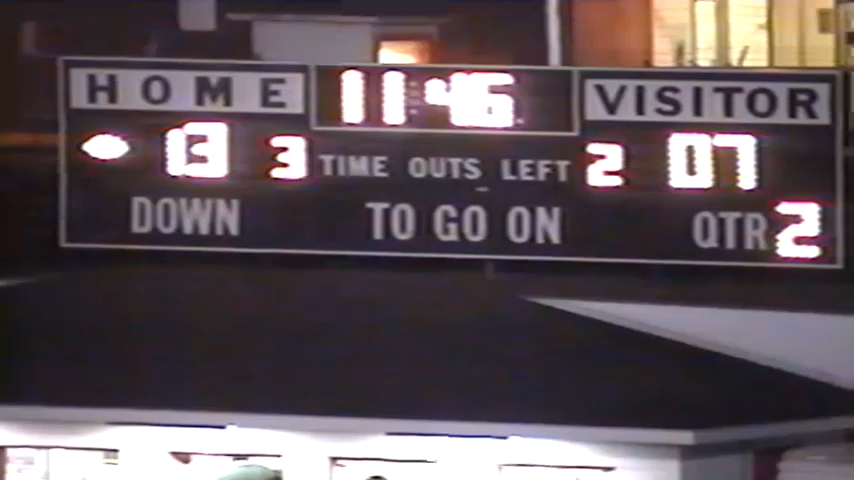 HOME 11:46 VISITOR
13 3 TIME OUTS LEFT 2 07
DOWN TO GO ON QTR 2